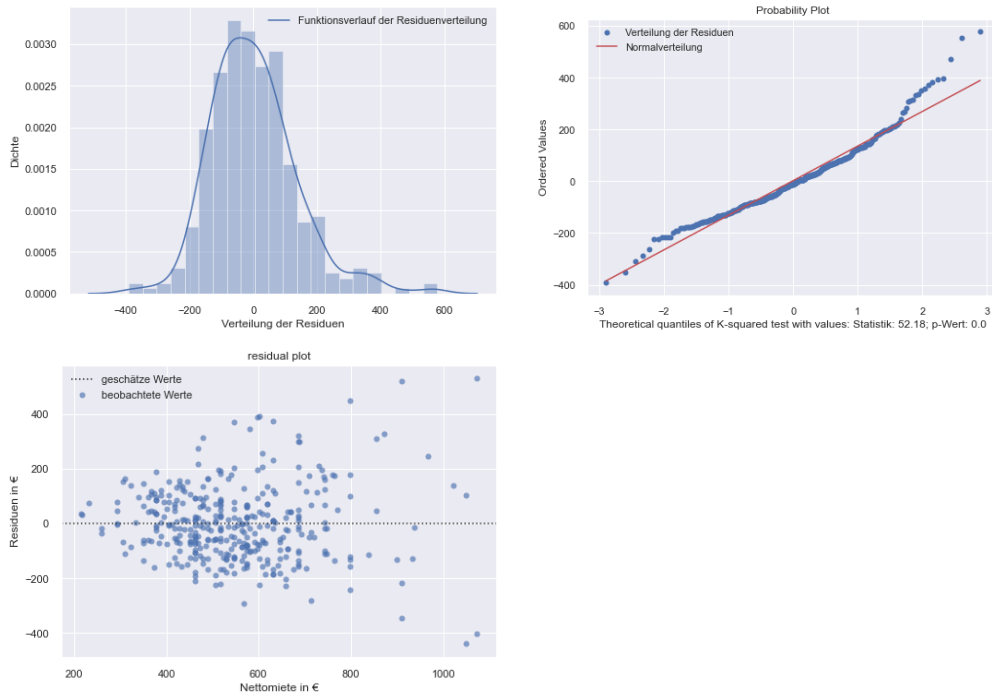 Funktionsverlauf der Residuenverteilung
0.0030
0.0025
0.0020
0.0015
0.0010
0.0005
0.0000
Dichte
−400
−200
0
200
400
600
Verteilung der Residuen
Probability Plot
Verteilung der Residuen
Normalverteilung
600
400
200
0
−200
−400
Ordered Values
−3
−2
−1
0
1
2
3
Theoretical quantiles of K-squared test with values: Statistik: 52.18; p-Wert: 0.0
residual plot
geschätze Werte
beobachtete Werte
400
200
0
−200
−400
Residuen in €
200
400
600
800
1000
Nettomiete in €